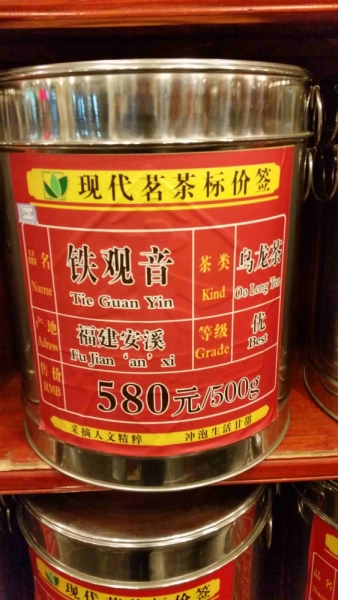 现代茗茶标价签
品名 铁观音 茶类 乌龙茶
Name Tie Guan Yin Kind Oo Long Tea
产地 福建安溪 等级 优
Adress Fu Jian 'an' xi Grade Best
售价 580元/500g
RMB
采摘人文精粹 冲泡生活甘甜
现代茗茶标价签
品名